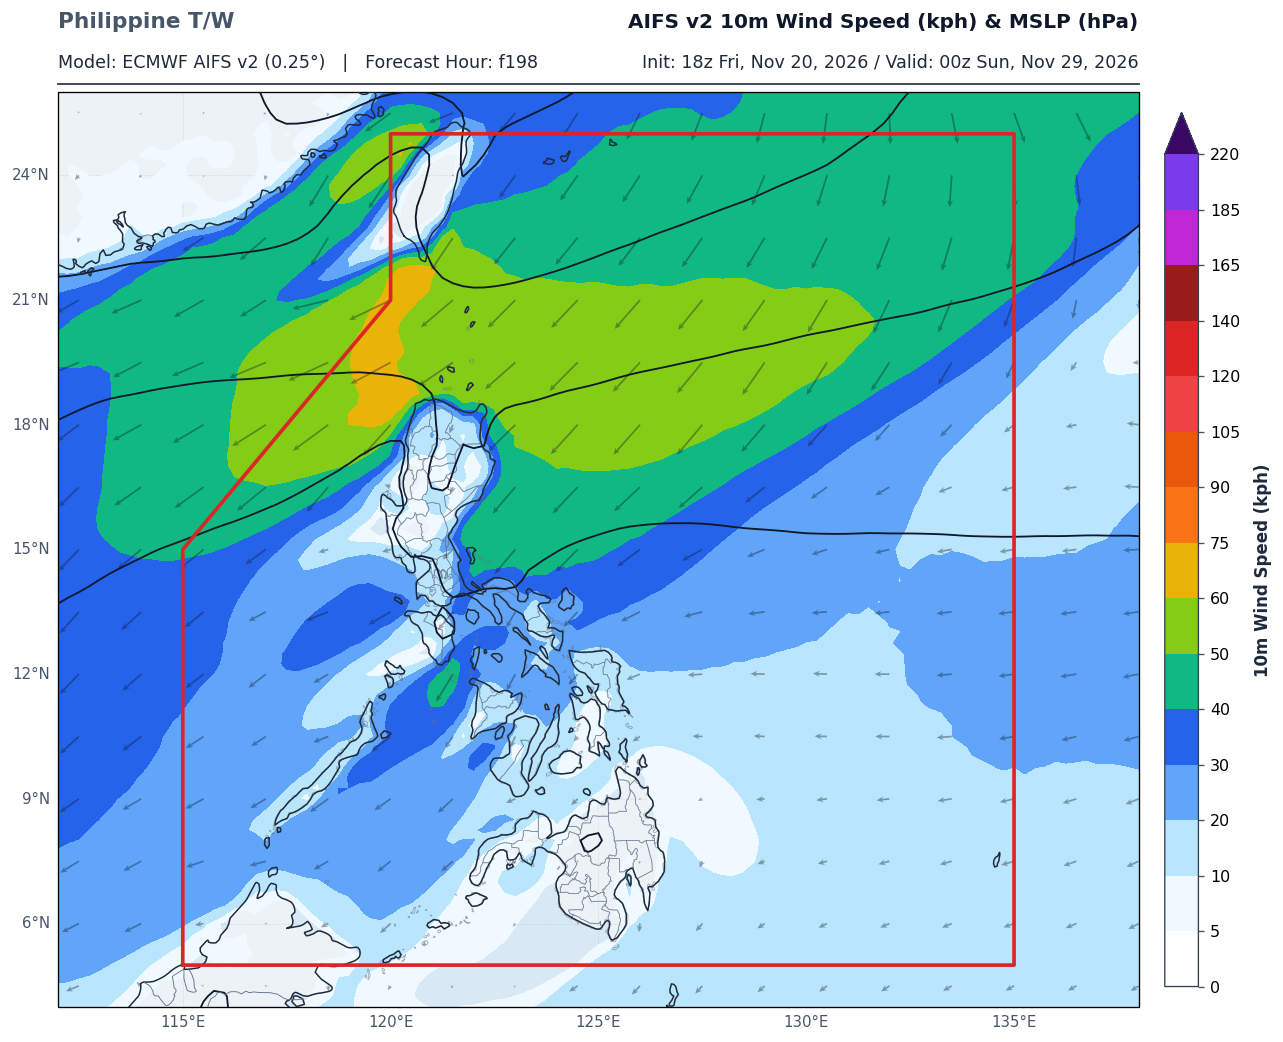 Philippine T/W
AIFS v2 10m Wind Speed (kph) & MSLP (hPa)
Model: ECMWF AIFS v2 (0.25°) | Forecast Hour: f198
Init: 18z Fri, Nov 20, 2026 / Valid: 00z Sun, Nov 29, 2026
24°N
21°N
18°N
15°N
12°N
9°N
6°N
115°E
120°E
125°E
130°E
135°E
220
185
165
140
120
105
90
75
60
50
40
30
20
10
5
0
10m Wind Speed (kph)